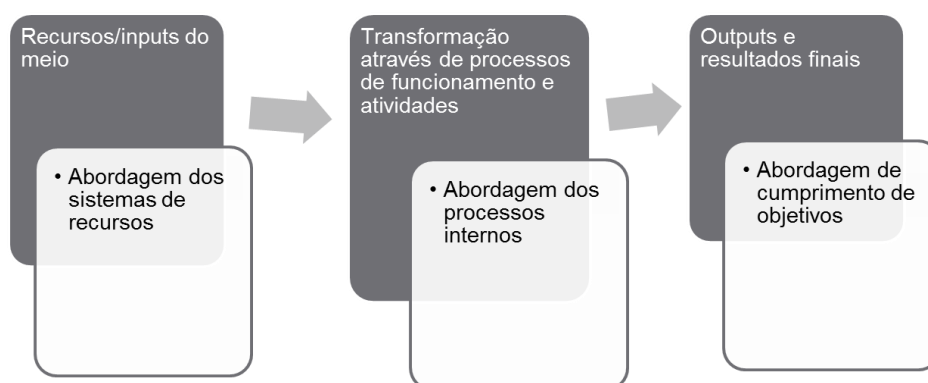 Recursos/inputs do
meio
• Abordagem dos
sistemas de
recursos
Transformação
através de processos
de funcionamento e
atividades
• Abordagem dos
processos
internos
Outputs e
resultados finais
• Abordagem de
cumprimento de
objetivos